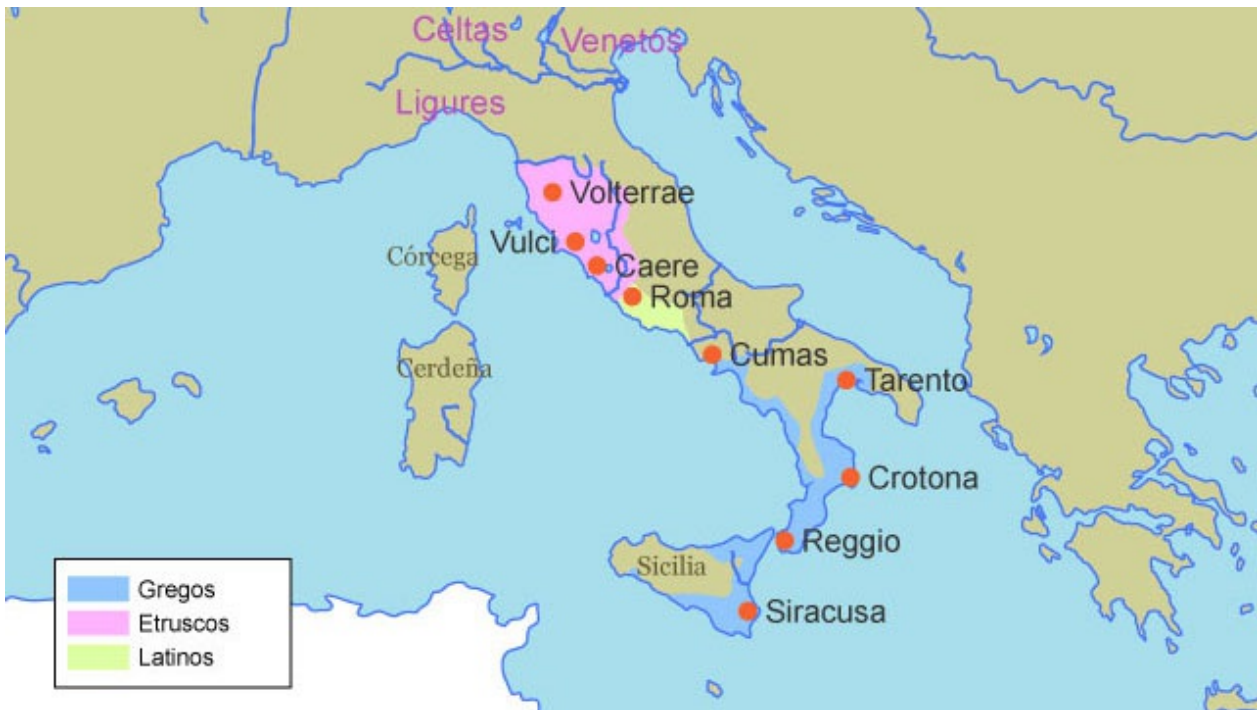 Celtas
Venetos
Ligures
Volterrae
Vulci
Córcega
Caere
Roma
Cumas
Cerdeña
Tarento
Crotona
Reggio
Sicilia
Siracusa
Gregos
Etruscos
Latinos